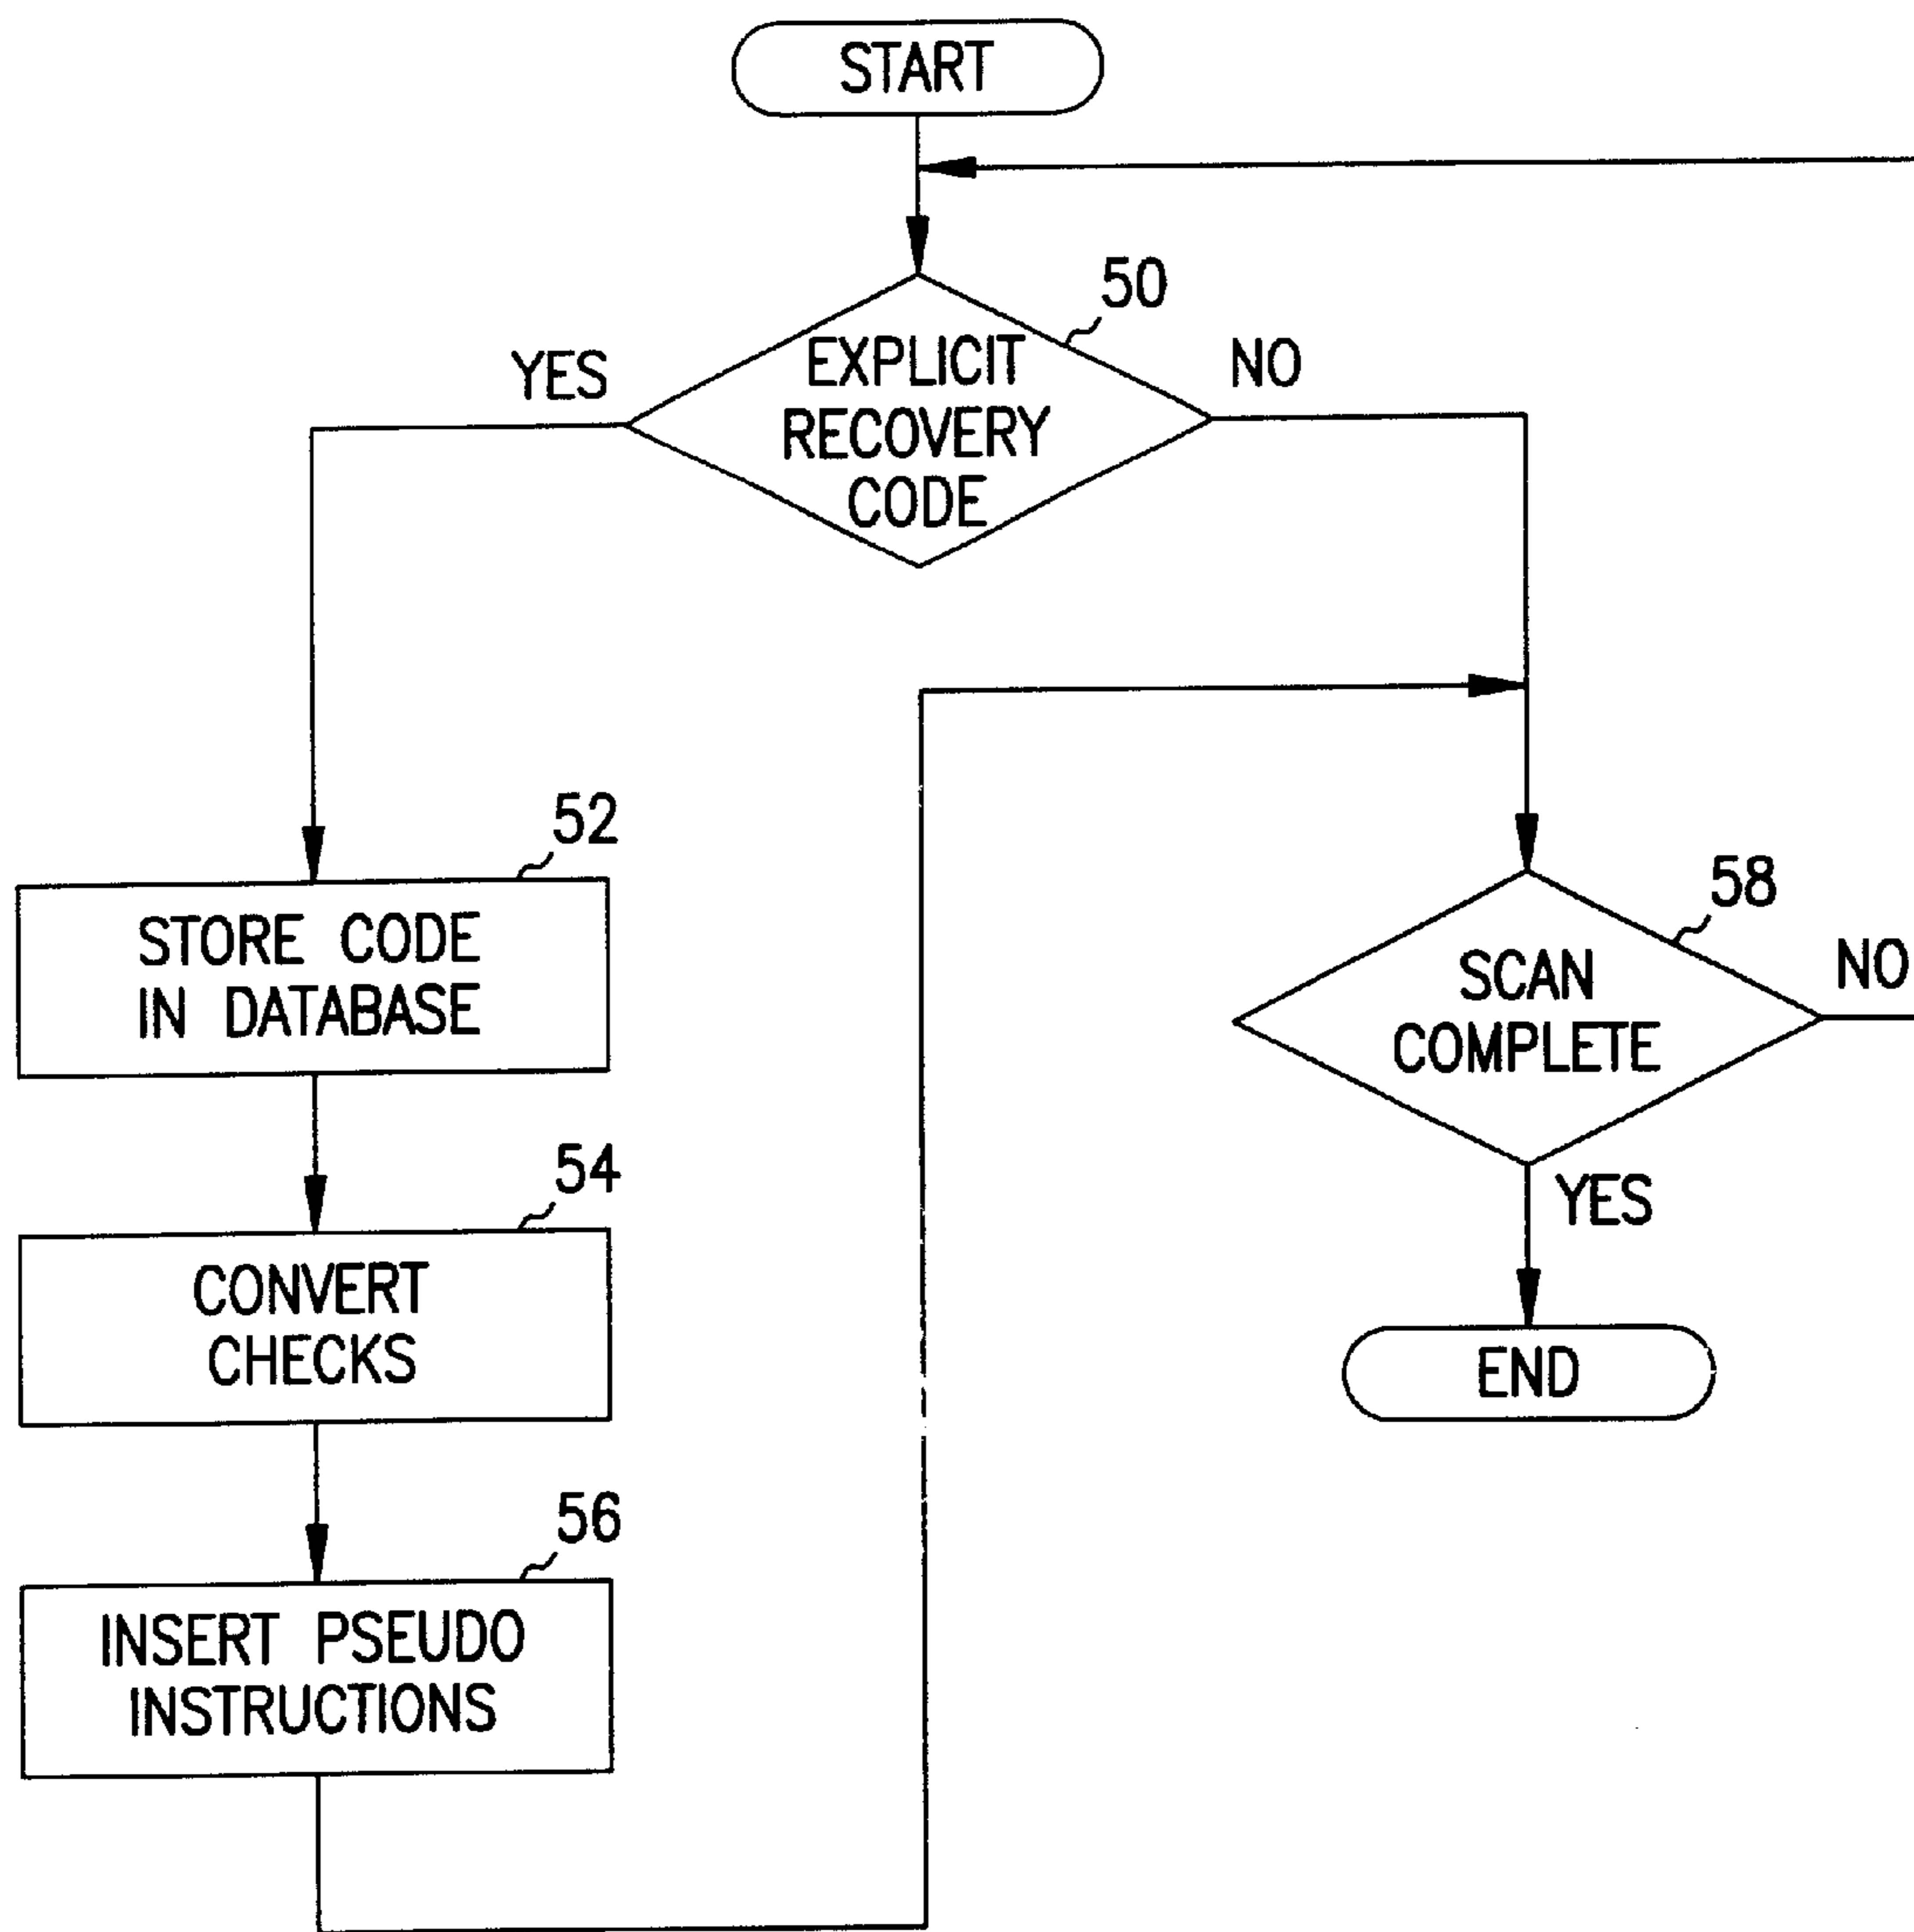 START
50
YES
EXPLICIT
RECOVERY
CODE
NO
52
STORE CODE
IN DATABASE
58
SCAN
COMPLETE
NO
54
CONVERT
CHECKS
YES
END
56
INSERT PSEUDO
INSTRUCTIONS